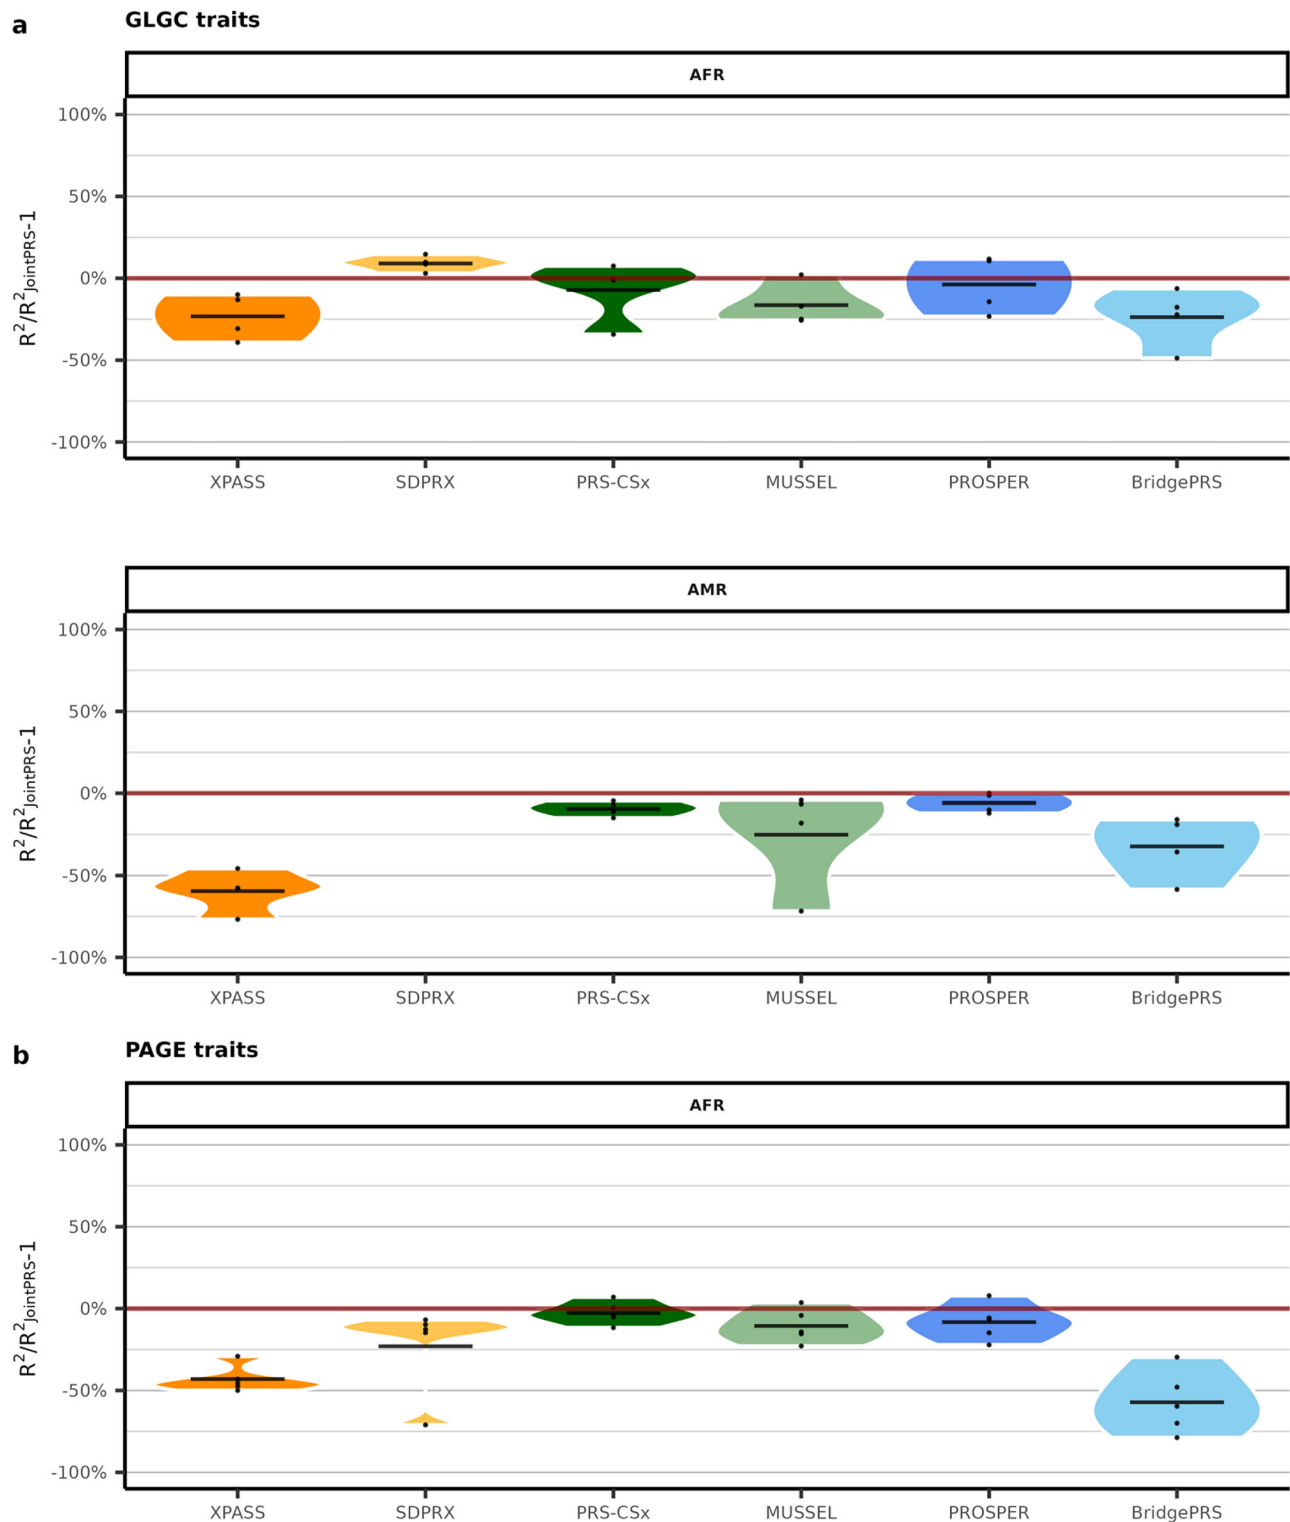 a
GLGC traits
AFR
R²/R²JointPRS-1
100%
50%
0%
-50%
-100%
XPASS SDPRX PRS-CSx MUSSEL PROSPER BridgePRS
AMR
R²/R²JointPRS-1
100%
50%
0%
-50%
-100%
XPASS SDPRX PRS-CSx MUSSEL PROSPER BridgePRS
b
PAGE traits
AFR
R²/R²JointPRS-1
100%
50%
0%
-50%
-100%
XPASS SDPRX PRS-CSx MUSSEL PROSPER BridgePRS